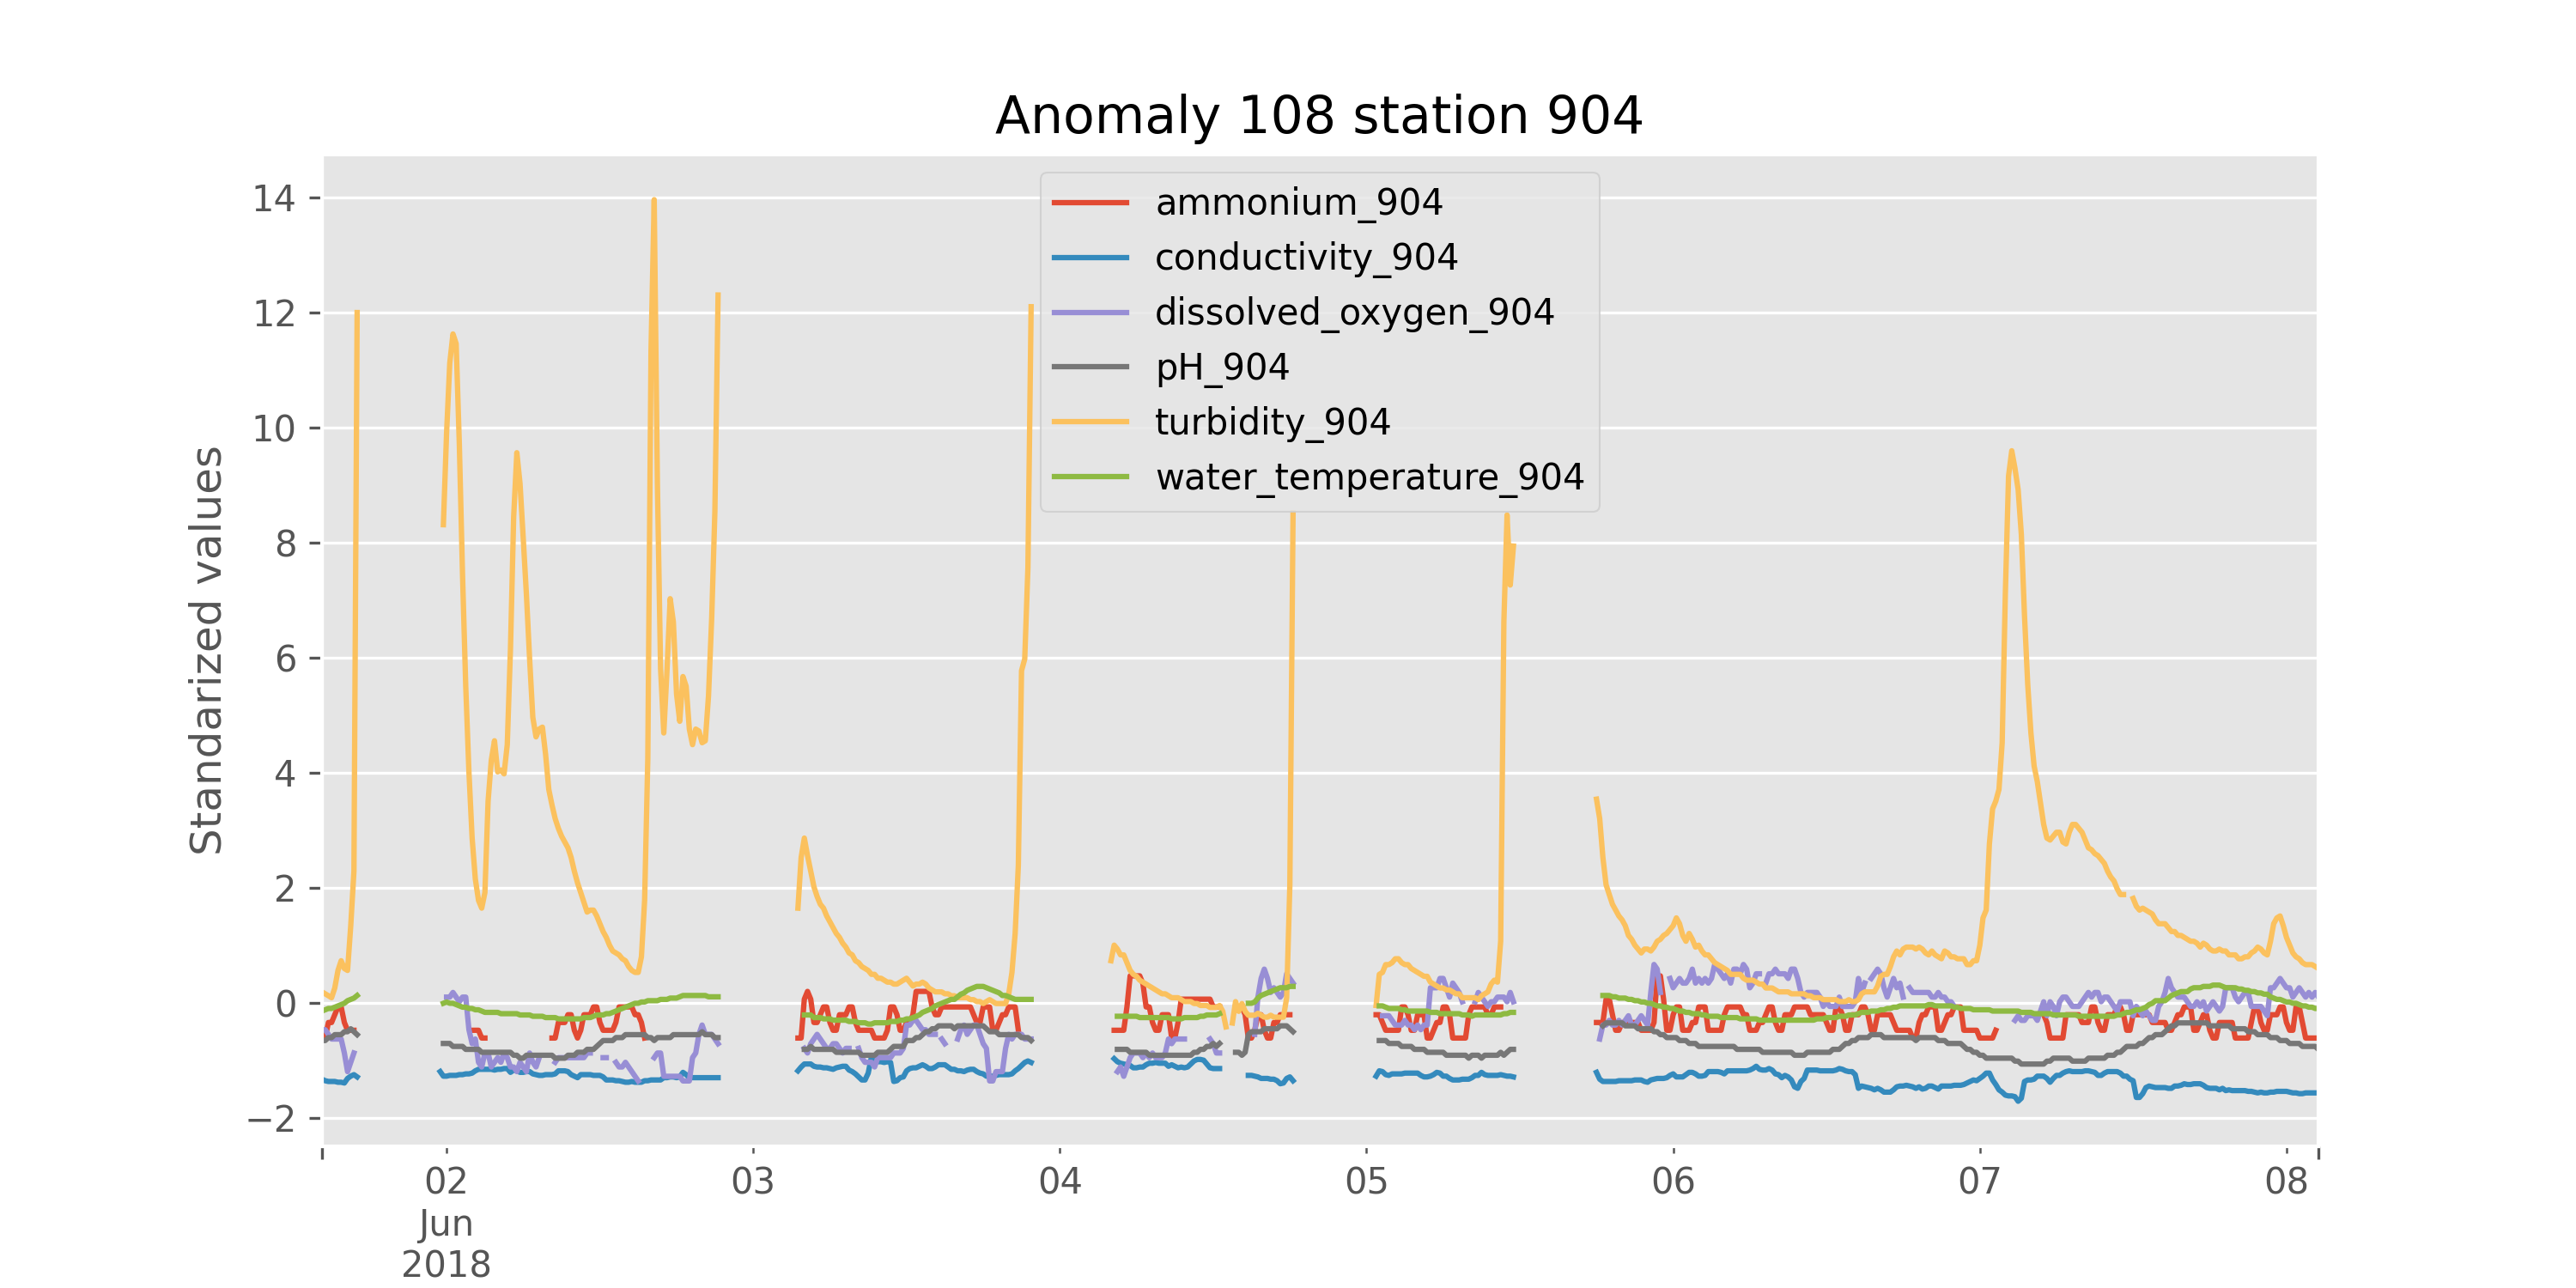 Anomaly 108 station 904
ammonium_904
conductivity_904
dissolved_oxygen_904
pH_904
turbidity_904
water_temperature_904
Standarized values
14
12
10
8
6
4
2
0
−2
02
03
04
05
06
07
08
Jun
2018